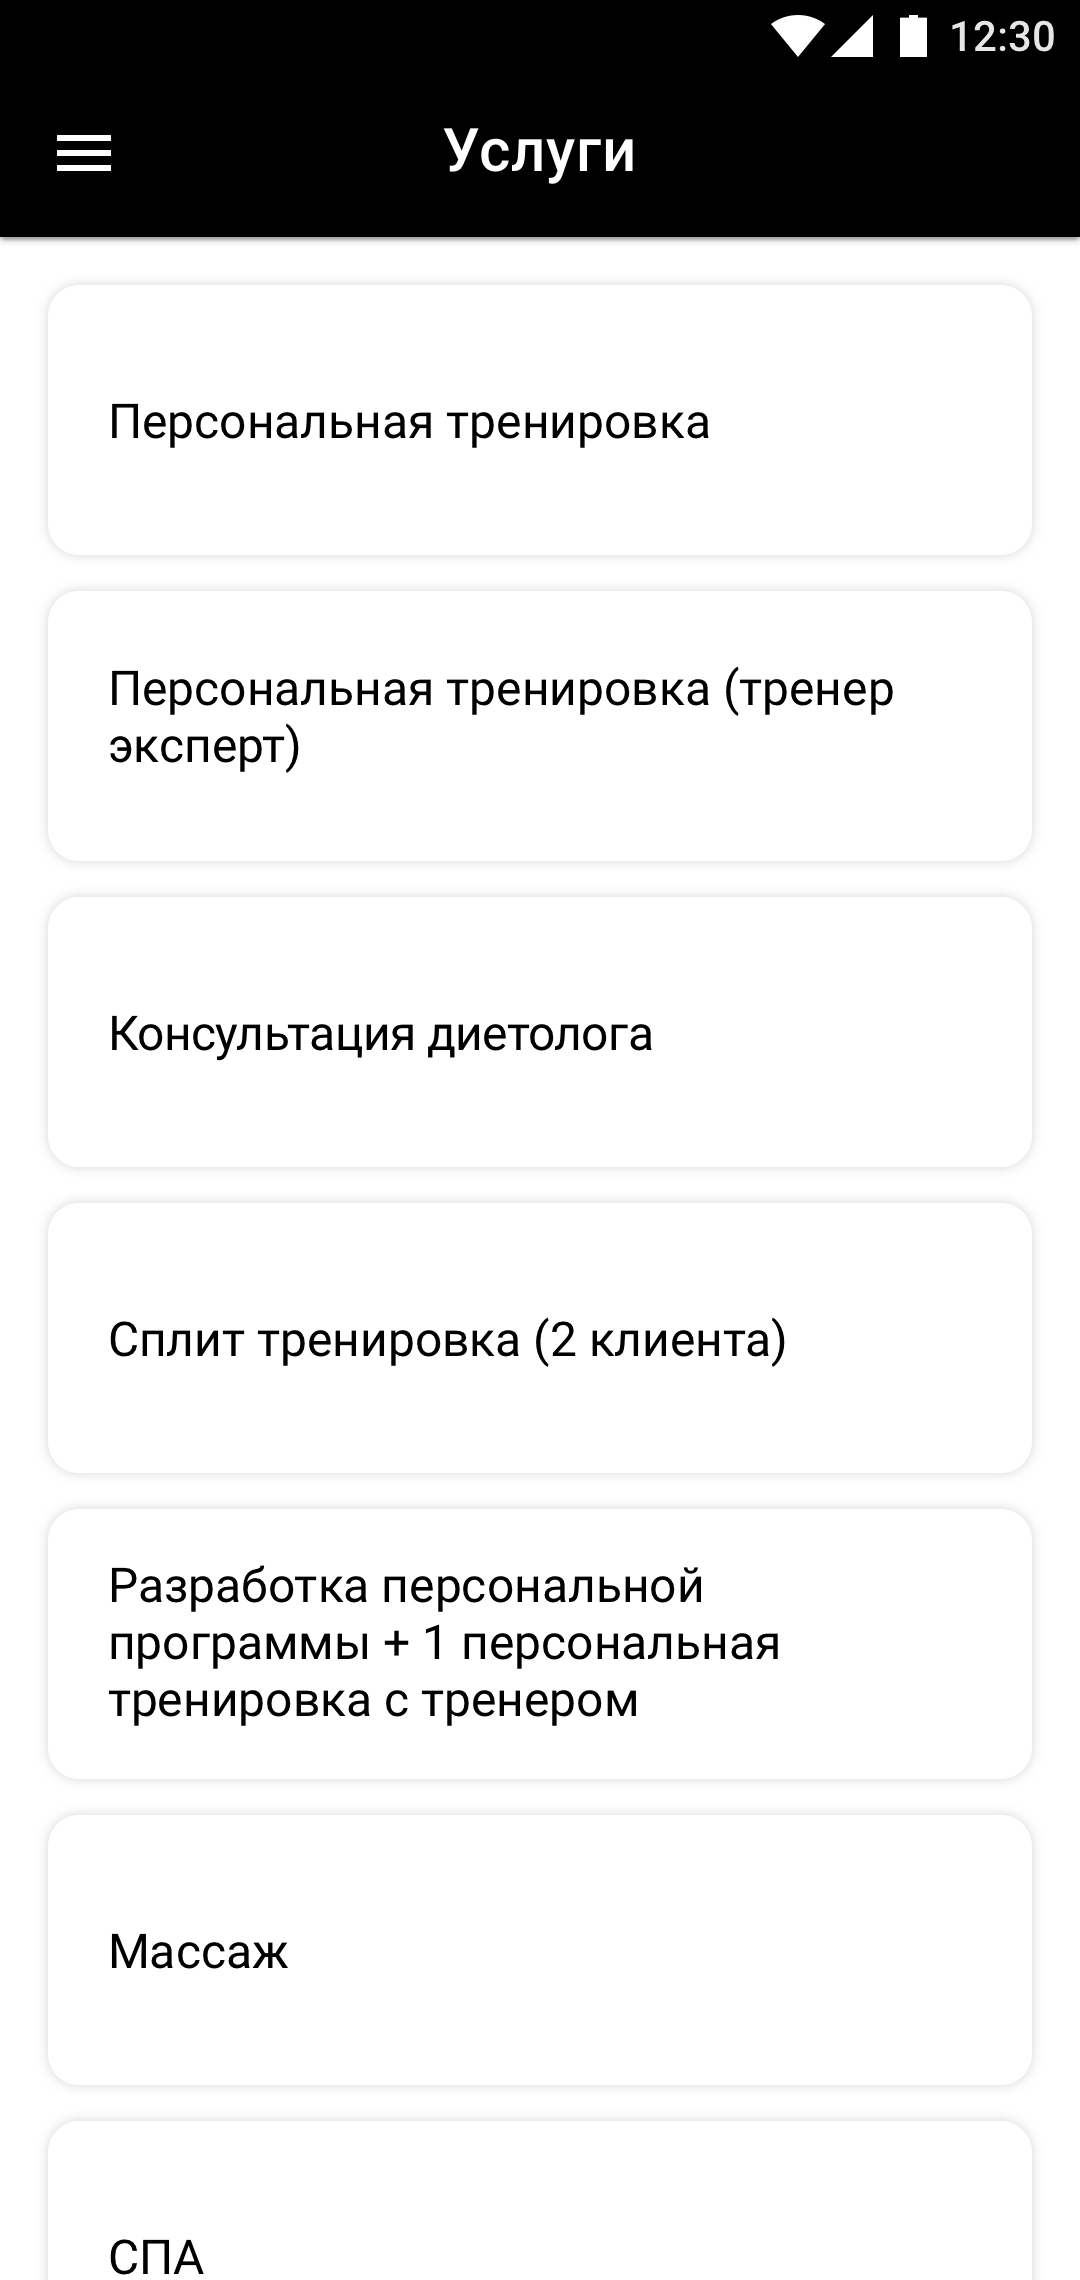 12:30
Услуги
Персональная тренировка
Персональная тренировка (тренер
эксперт)
Консультация диетолога
Сплит тренировка (2 клиента)
Разработка персональной
программы + 1 персональная
тренировка с тренером
Массаж
СПА